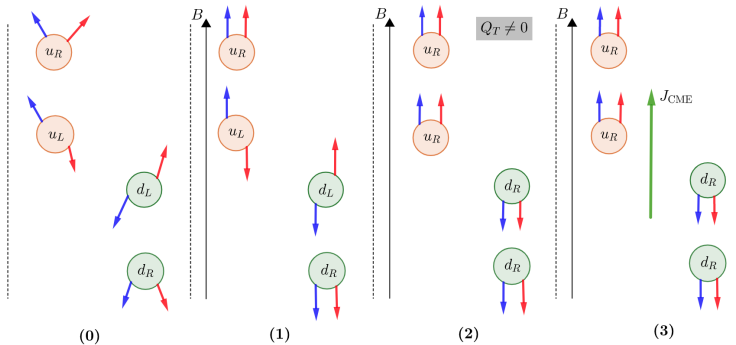 u_R
u_L
d_L
d_R
(0)
B
u_R
u_L
d_L
d_R
(1)
B
Q_T ≠ 0
u_R
u_R
d_R
d_R
(2)
B
u_R
J_CME
u_R
d_R
d_R
(3)